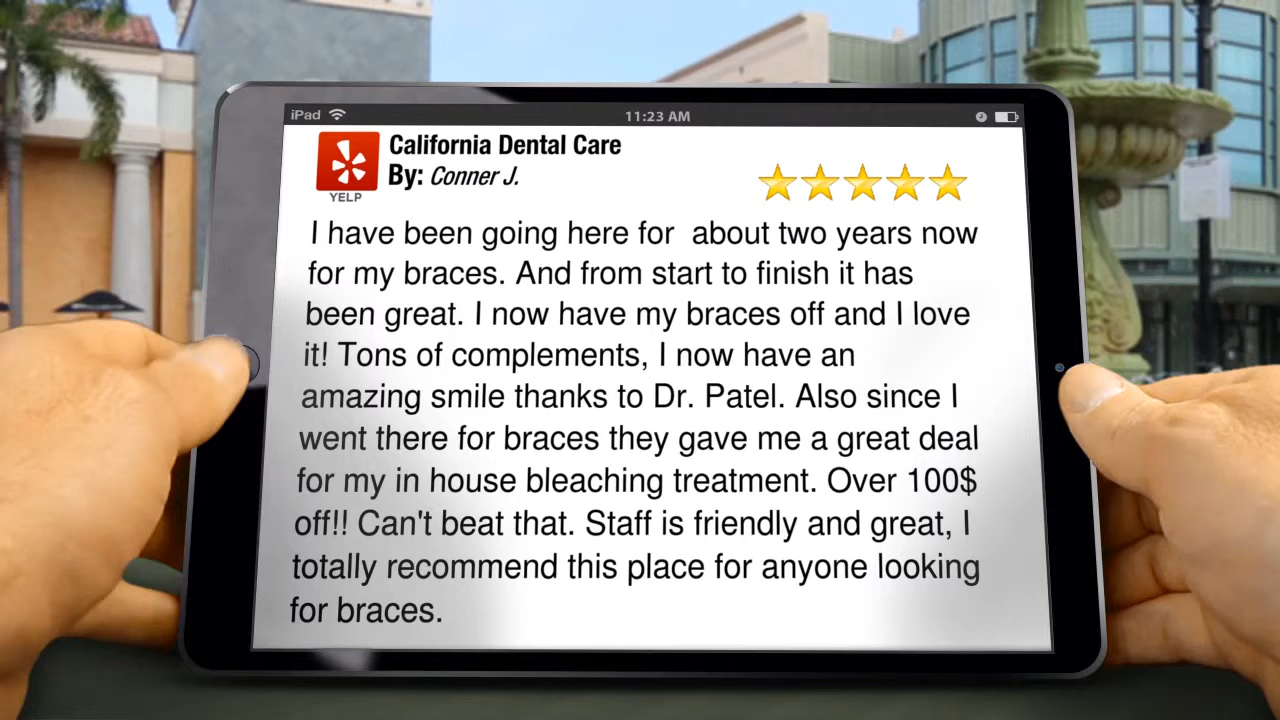 iPad
11:23 AM
YELP
California Dental Care
By: Conner J.
I have been going here for  about two years now
for my braces. And from start to finish it has
been great. I now have my braces off and I love
it! Tons of complements, I now have an
amazing smile thanks to Dr. Patel. Also since I
went there for braces they gave me a great deal
for my in house bleaching treatment. Over 100$
off!! Can't beat that. Staff is friendly and great, I
totally recommend this place for anyone looking
for braces.